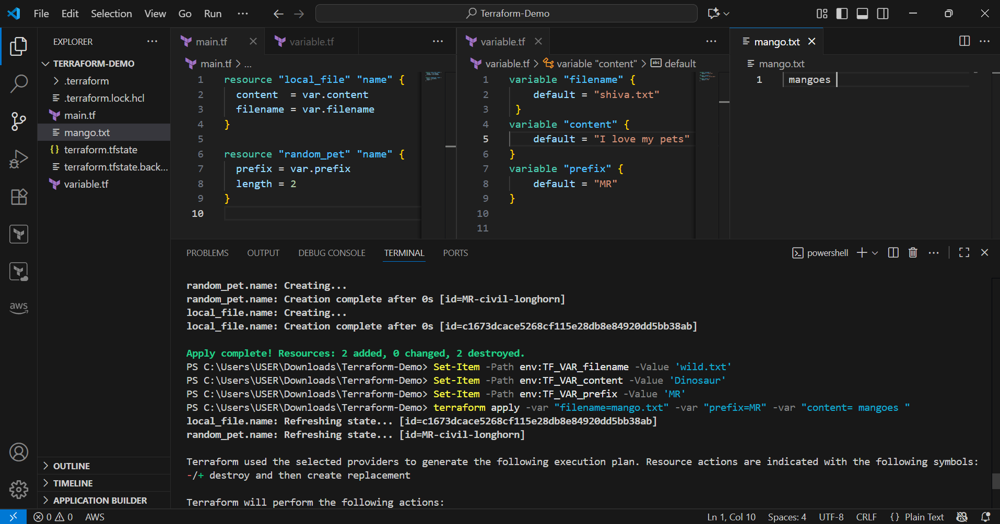 File Edit Selection View Go Run ··· Terraform-Demo
EXPLORER ···
TERRAFORM-DEMO
.terraform
.terraform.lock.hcl
main.tf
mango.txt
{} terraform.tfstate
terraform.tfstate.back...
variable.tf
aws
OUTLINE
TIMELINE
APPLICATION BUILDER
main.tf variable.tf ···
main.tf > ...
1 resource "local_file" "name" {
2 content = var.content
3 filename = var.filename
4 }
5
6 resource "random_pet" "name" {
7 prefix = var.prefix
8 length = 2
9 }
10
variable.tf ···
variable.tf > variable "content" > abc default
1 variable "filename" {
2 default = "shiva.txt"
3 }
4 variable "content" {
5 default = "I love my pets"
6 }
7 variable "prefix" {
8 default = "MR"
9 }
10
11
mango.txt ···
mango.txt
1 mangoes
PROBLEMS OUTPUT DEBUG CONSOLE TERMINAL PORTS powershell ···
random_pet.name: Creating...
random_pet.name: Creation complete after 0s [id=MR-civil-longhorn]
local_file.name: Creating...
local_file.name: Creation complete after 0s [id=c1673dcace5268cf115e28db8e84920dd5bb38ab]
Apply complete! Resources: 2 added, 0 changed, 2 destroyed.
PS C:\Users\USER\Downloads\Terraform-Demo> Set-Item -Path env:TF_VAR_filename -Value 'wild.txt'
PS C:\Users\USER\Downloads\Terraform-Demo> Set-Item -Path env:TF_VAR_content -Value 'Dinosaur'
PS C:\Users\USER\Downloads\Terraform-Demo> Set-Item -Path env:TF_VAR_prefix -Value 'MR'
PS C:\Users\USER\Downloads\Terraform-Demo> terraform apply -var "filename=mango.txt" -var "prefix=MR" -var "content= mangoes "
local_file.name: Refreshing state... [id=c1673dcace5268cf115e28db8e84920dd5bb38ab]
random_pet.name: Refreshing state... [id=MR-civil-longhorn]
Terraform used the selected providers to generate the following execution plan. Resource actions are indicated with the following symbols:
-/+ destroy and then create replacement
Terraform will perform the following actions:
0 0 AWS Ln 1, Col 10 Spaces: 4 UTF-8 CRLF {} Plain Text